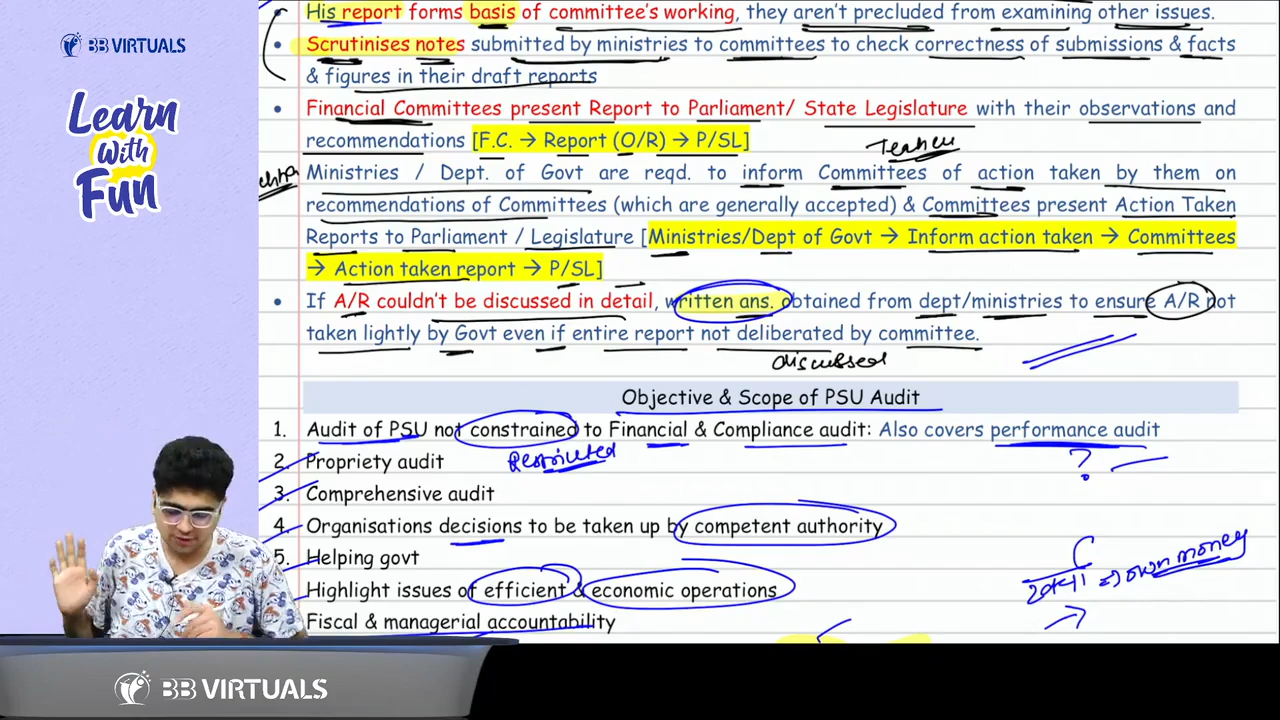 BB VIRTUALS
Learn
with
Fun
His report forms basis of committee's working, they aren't precluded from examining other issues.
• Scrutinises notes submitted by ministries to committees to check correctness of submissions & facts
& figures in their draft reports
• Financial Committees present Report to Parliament/ State Legislature with their observations and
recommendations [F.C. → Report (O/R) → P/SL]
Ministries / Dept. of Govt are reqd. to inform Committees of action taken by them on
recommendations of Committees (which are generally accepted) & Committees present Action Taken
Reports to Parliament / Legislature [Ministries/Dept of Govt → Inform action taken → Committees
→ Action taken report → P/SL]
• If A/R couldn't be discussed in detail, written ans. obtained from dept/ministries to ensure A/R not
taken lightly by Govt even if entire report not deliberated by committee.
discussed
Objective & Scope of PSU Audit
1. Audit of PSU not constrained to Financial & Compliance audit: Also covers performance audit
Restricted
?
2. Propriety audit
3. Comprehensive audit
4. Organisations decisions to be taken up by competent authority
5. Helping govt
Highlight issues of efficient & economic operations
⇒ own money
Fiscal & managerial accountability
BB VIRTUALS